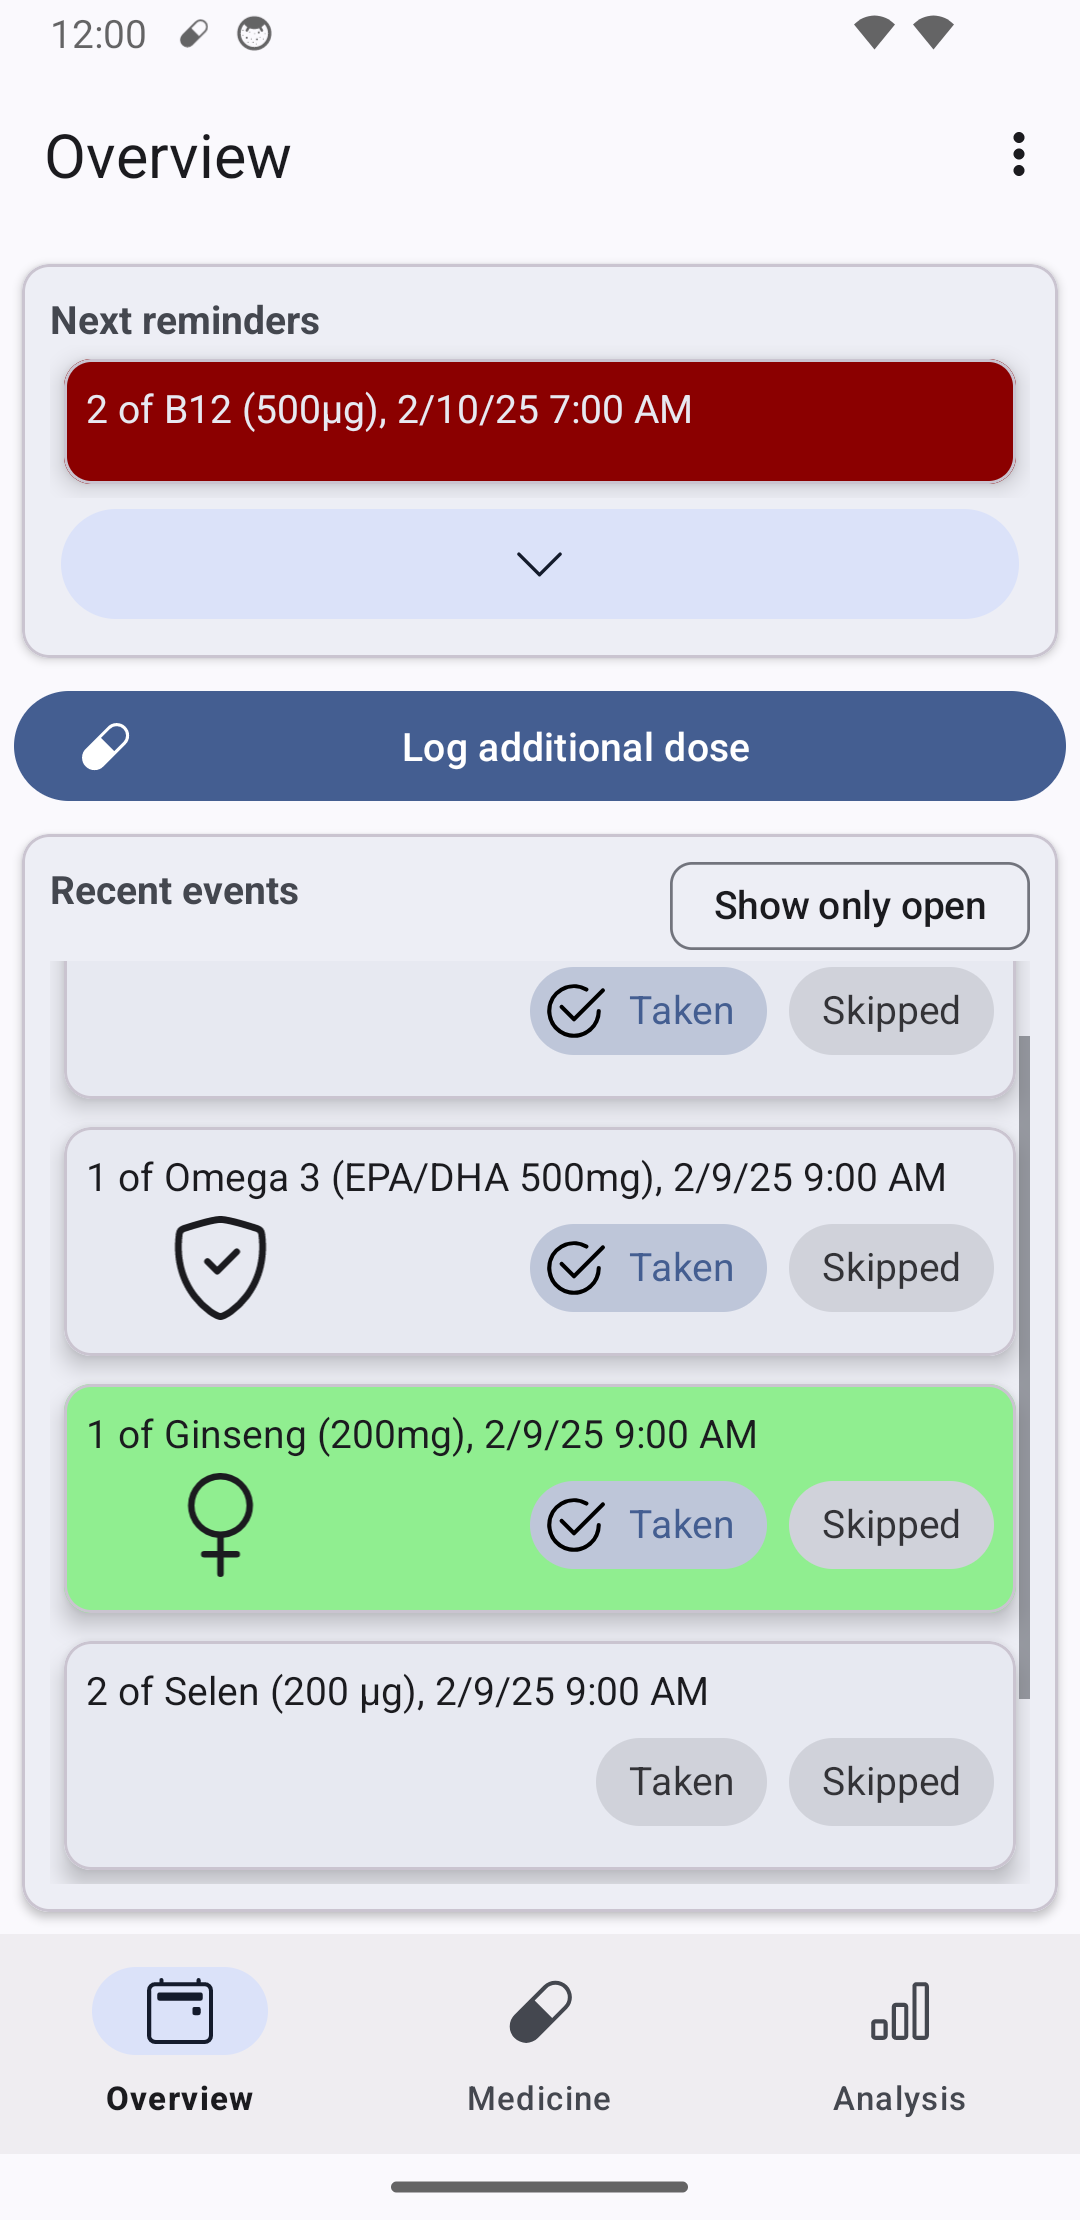 12:00
Overview
Next reminders
2 of B12 (500µg), 2/10/25 7:00 AM
Log additional dose
Recent events
Show only open
Taken
Skipped
1 of Omega 3 (EPA/DHA 500mg), 2/9/25 9:00 AM
Taken
Skipped
1 of Ginseng (200mg), 2/9/25 9:00 AM
Taken
Skipped
2 of Selen (200 µg), 2/9/25 9:00 AM
Taken
Skipped
Overview
Medicine
Analysis